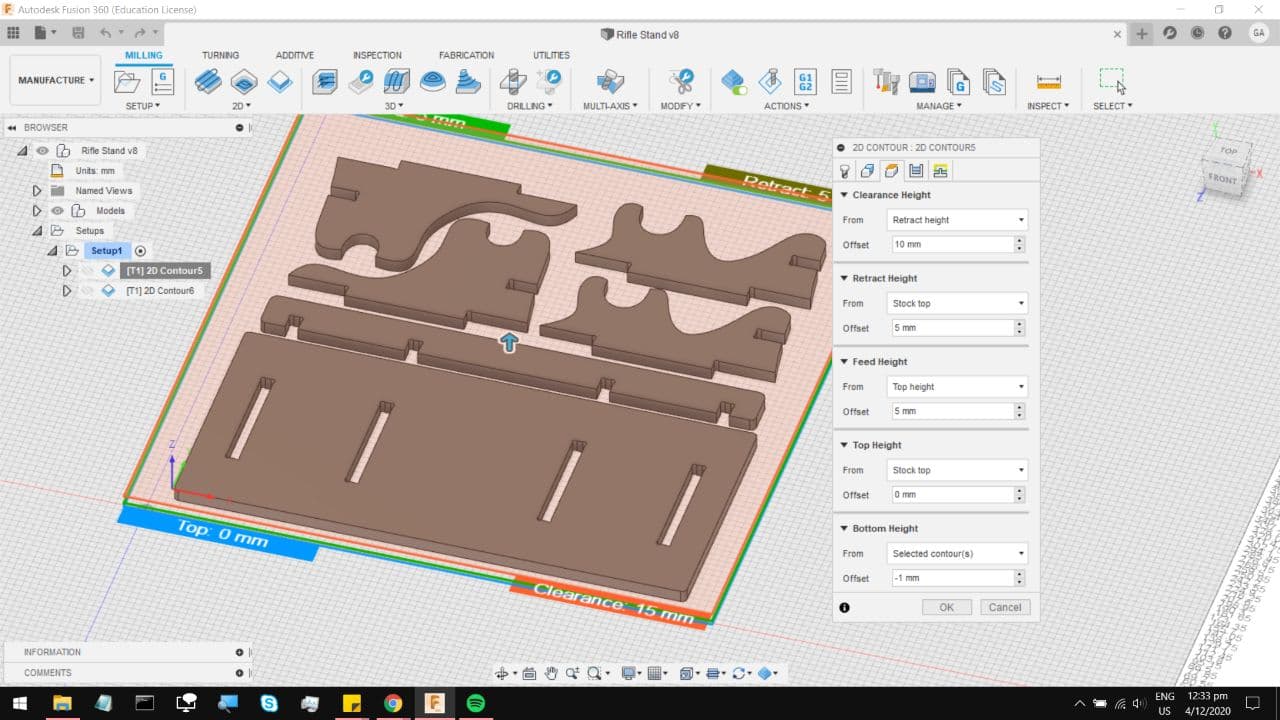 Autodesk Fusion 360 (Education License)
Rifle Stand v8
GA
MANUFACTURE
MILLING TURNING ADDITIVE INSPECTION FABRICATION UTILITIES
G
G1
G2
G
SETUP 2D 3D DRILLING MULTI-AXIS MODIFY ACTIONS MANAGE INSPECT SELECT
BROWSER
Rifle Stand v8
Units: mm
Named Views
Models
Setups
Setup1
[T1] 2D Contour5
[T1] 2D Contour6
mm
Retract: 5
Z
Top: 0 mm
Clearance: 15 mm
2D CONTOUR : 2D CONTOUR5
Clearance Height
From Retract height
Offset 10 mm
Retract Height
From Stock top
Offset 5 mm
Feed Height
From Top height
Offset 5 mm
Top Height
From Stock top
Offset 0 mm
Bottom Height
From Selected contour(s)
Offset -1 mm
OK Cancel
TOP
FRONT
X
Z
INFORMATION
COMMENTS
ENG
US
12:33 pm
4/12/2020